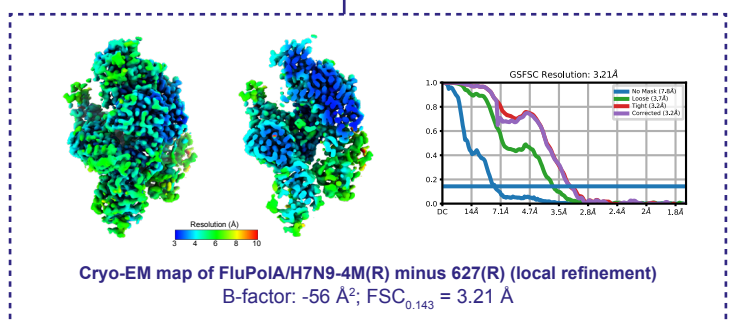 GSFSC Resolution: 3.21Å
1.0
0.8
0.6
0.4
0.2
0.0
No Mask (7.8Å)
Loose (3.7Å)
Tight (3.2Å)
Corrected (3.2Å)
DC 14Å 7.1Å 4.7Å 3.5Å 2.8Å 2.4Å 2Å 1.8Å
Resolution (Å)
3 4 6 8 10
Cryo-EM map of FluPolA/H7N9-4M(R) minus 627(R) (local refinement)
B-factor: -56 Å²; FSC₀.₁₄₃ = 3.21 Å